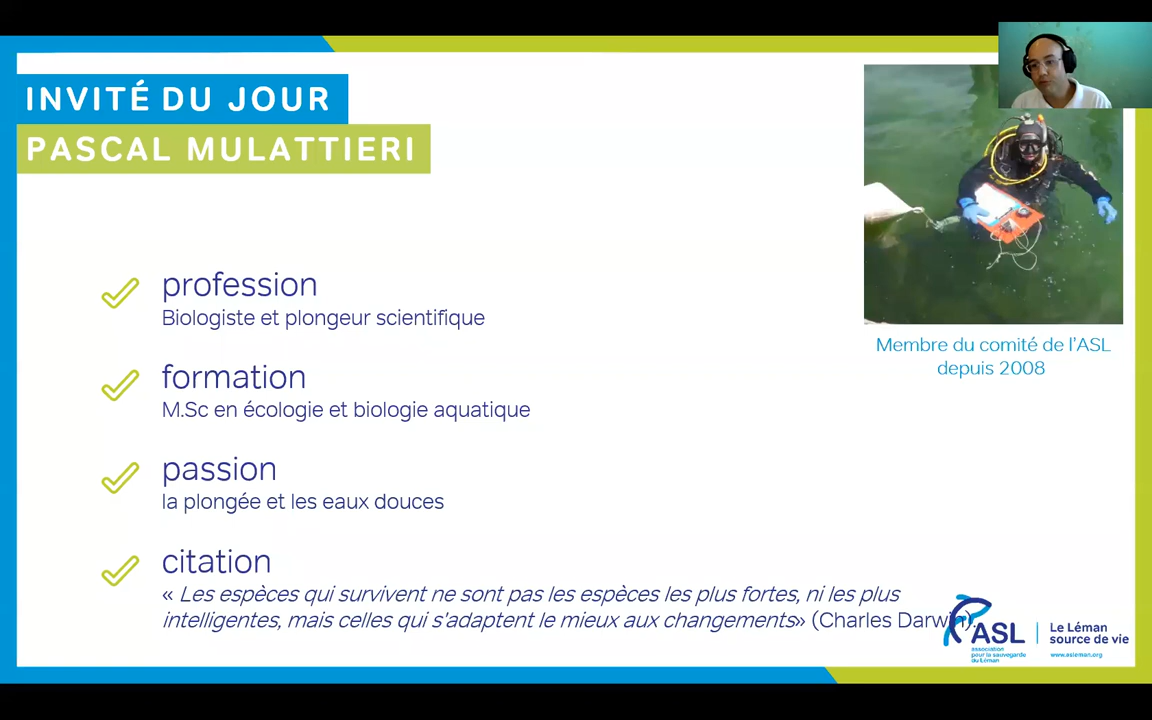 INVITÉ DU JOUR
PASCAL MULATTIERI
Membre du comité de l'ASL
depuis 2008
profession
Biologiste et plongeur scientifique
formation
M.Sc en écologie et biologie aquatique
passion
la plongée et les eaux douces
citation
« Les espèces qui survivent ne sont pas les espèces les plus fortes, ni les plus
intelligentes, mais celles qui s'adaptent le mieux aux changements» (Charles Darwin).
ASL
association
pour la sauvegarde
du Léman
Le Léman
source de vie
www.asleman.org